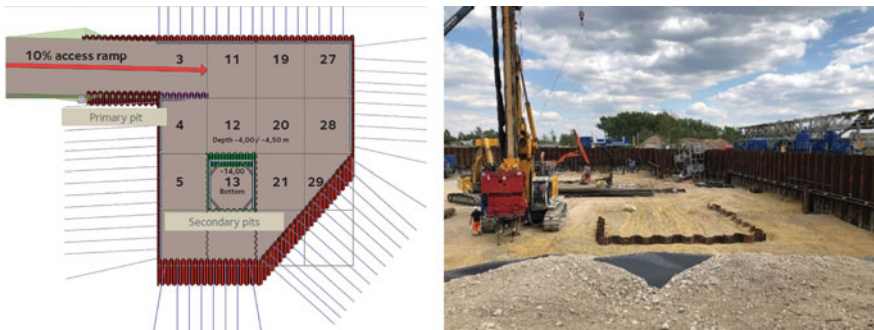 10% access ramp
3
11
19
27
Primary pit
4
12
20
28
Depth -4,00 / -4,50 m
-14,00
5
13
21
29
Bottom
Secondary pits